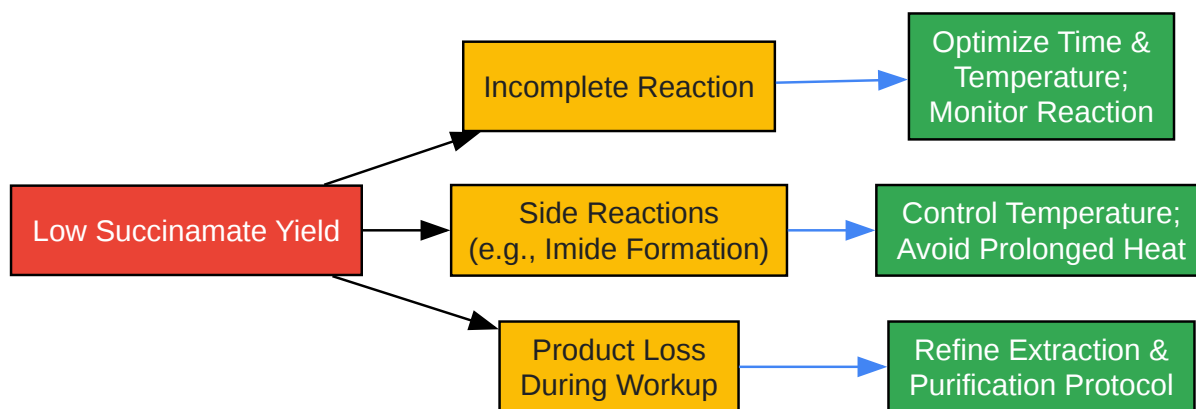 Low Succinamate Yield
Incomplete Reaction
Optimize Time &
Temperature;
Monitor Reaction
Side Reactions
(e.g., Imide Formation)
Control Temperature;
Avoid Prolonged Heat
Product Loss
During Workup
Refine Extraction &
Purification Protocol